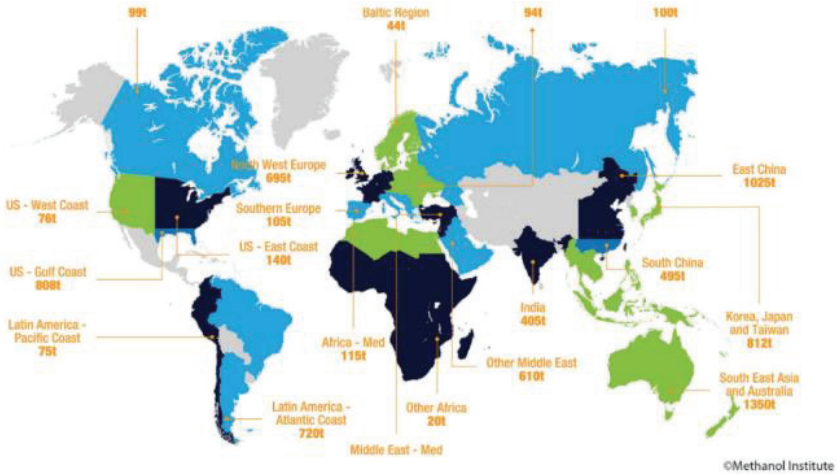 99t
Baltic Region
44t
94t
100t
North West Europe
695t
East China
1025t
US - West Coast
76t
Southern Europe
105t
US - East Coast
140t
South China
495t
US - Gulf Coast
808t
India
405t
Korea, Japan
and Taiwan
812t
Latin America -
Pacific Coast
75t
Africa - Med
115t
Other Middle East
610t
South East Asia
and Australia
1350t
Latin America -
Atlantic Coast
720t
Other Africa
20t
Middle East - Med
©Methanol Institute